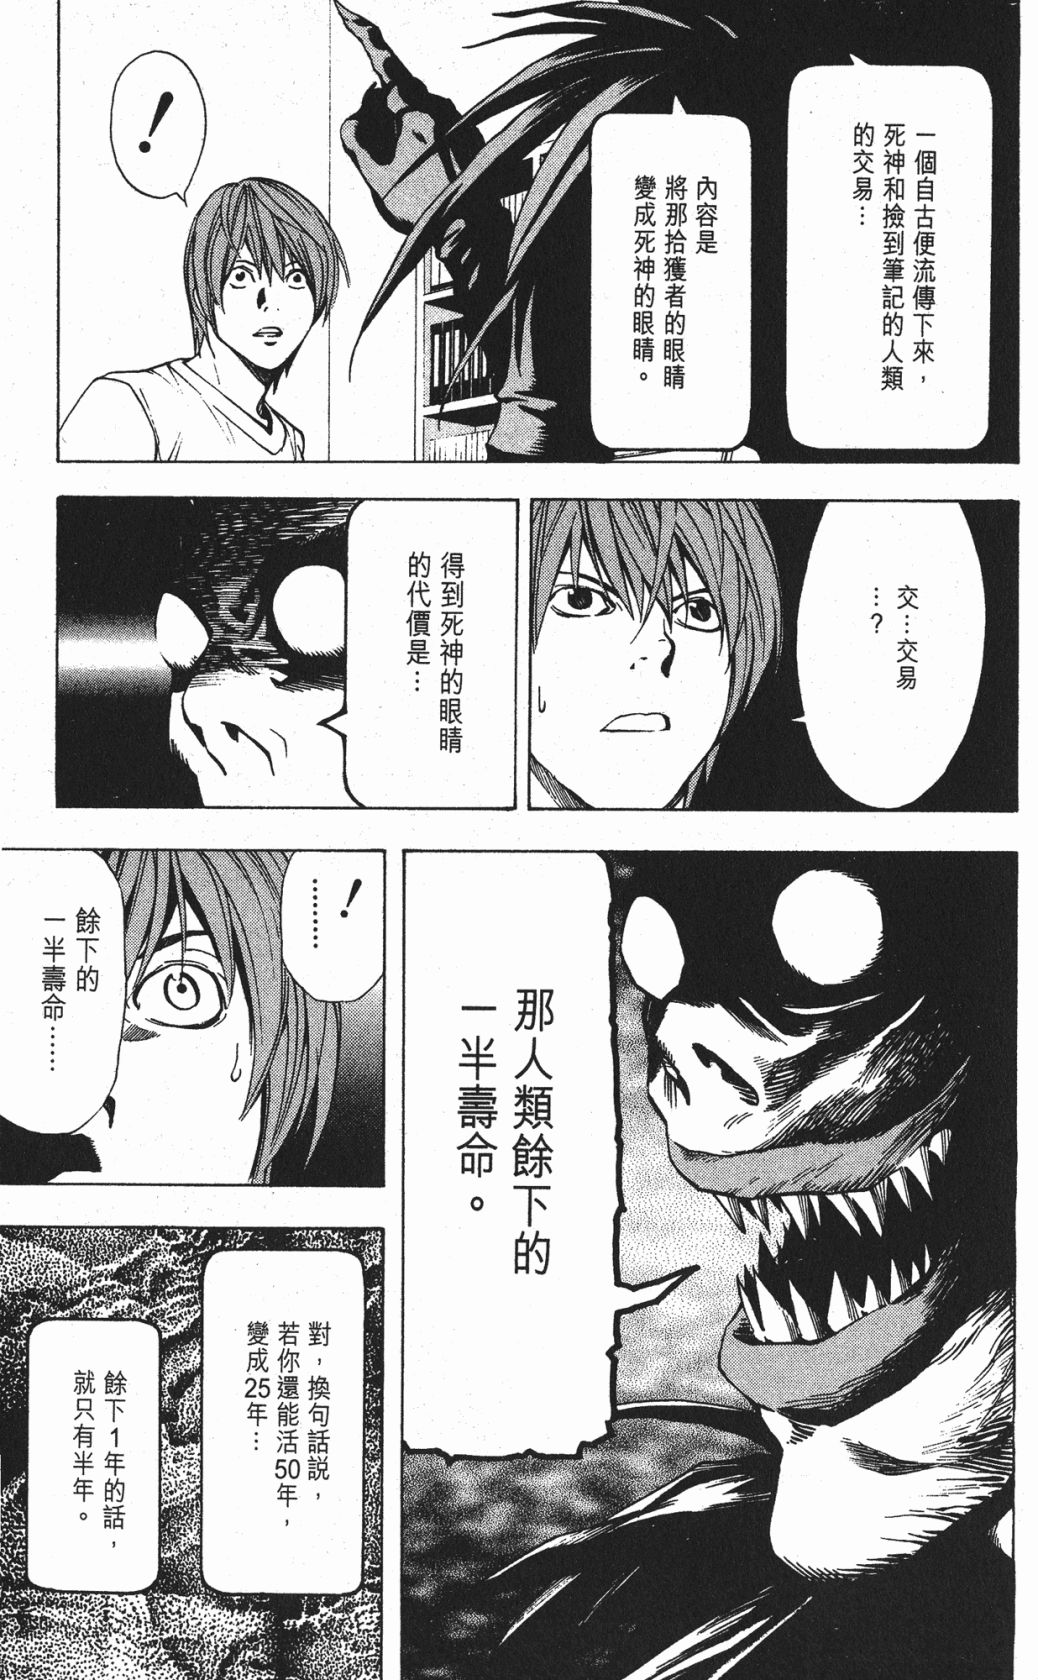 一個自古便流傳下來，
死神和撿到筆記的人類
的交易…
內容是
將那拾獲者的眼睛
變成死神的眼睛。
！
交…交易
…？
得到死神的眼睛
的代價是…
那人類餘下的
一半壽命。
！
………
餘下的
一半壽命……
對，換句話說，
若你還能活50年，
變成25年…
餘下1年的話，
就只有半年。